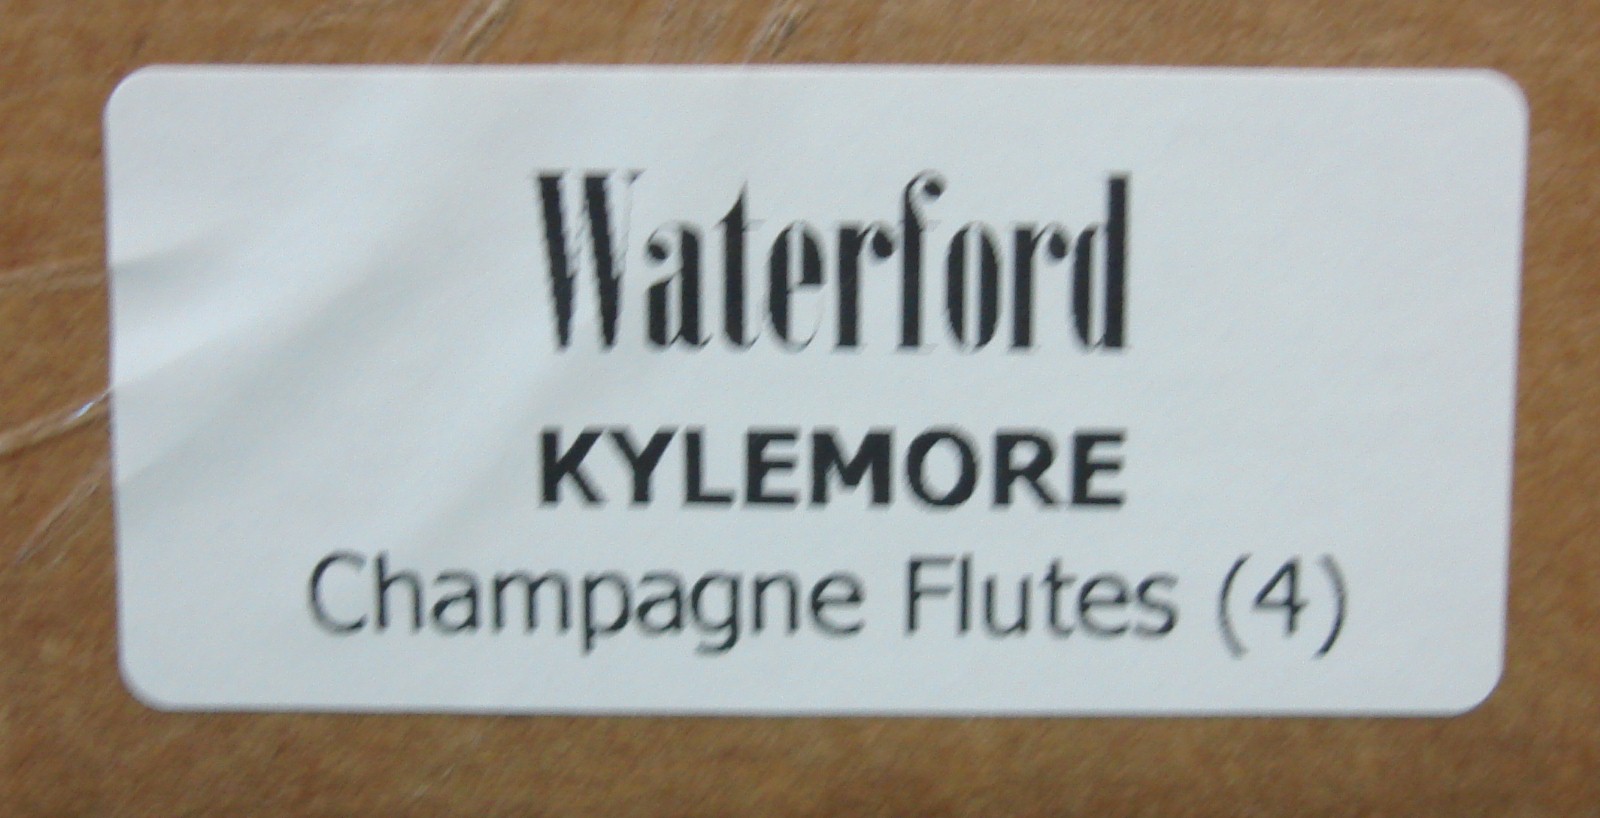 Waterford
KYLEMORE
Champagne Flutes (4)